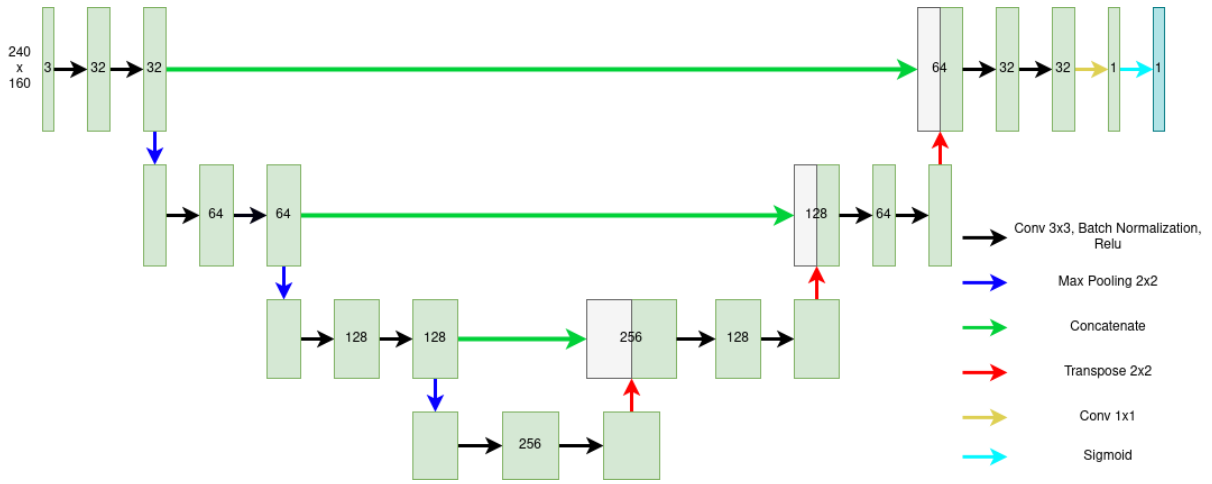 240
x
160
3
32
32
64
32
32
1
1
64
64
128
64
128
128
256
128
256
Conv 3x3, Batch Normalization,
Relu
Max Pooling 2x2
Concatenate
Transpose 2x2
Conv 1x1
Sigmoid